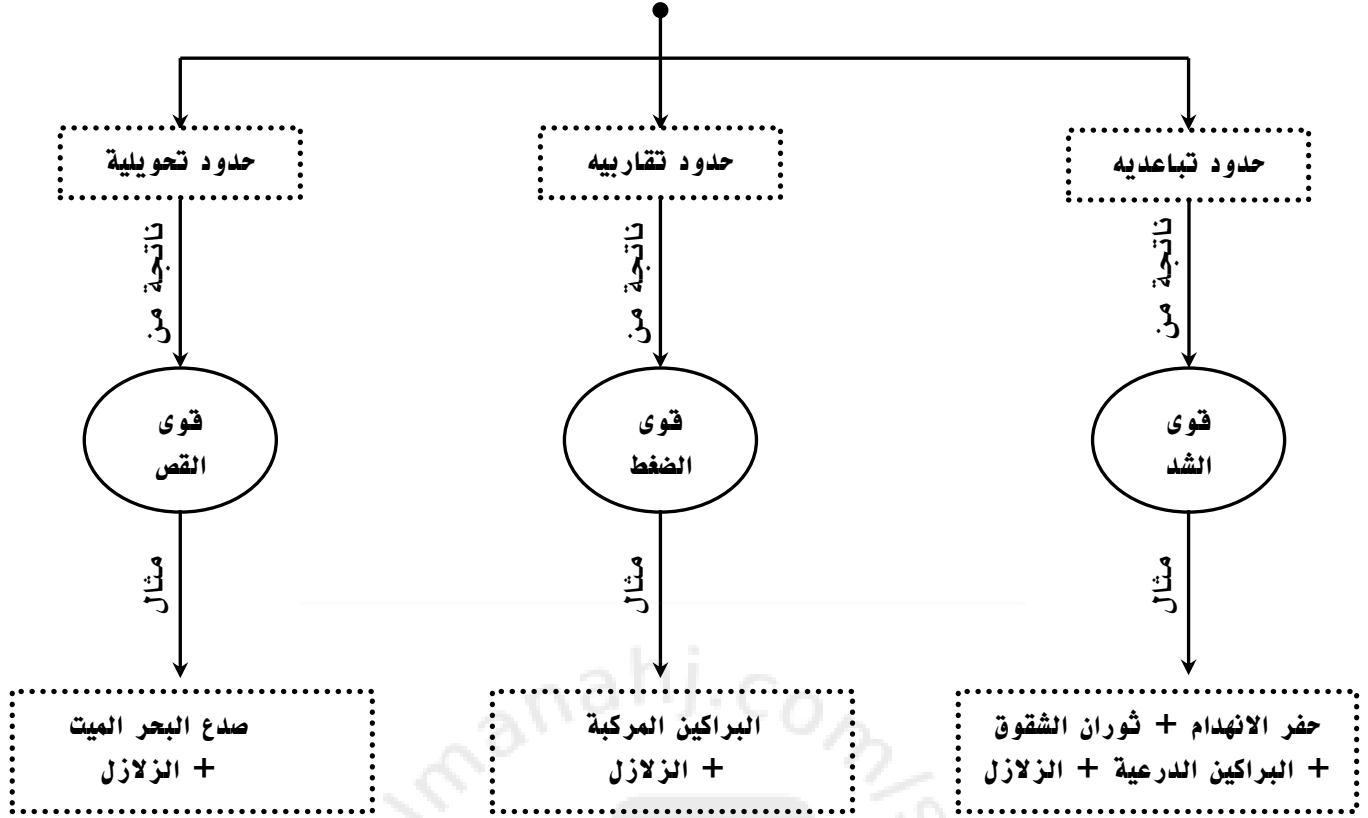 حدود تباعديه
حدود تقاربيه
حدود تحويلية
ناتجة من
ناتجة من
ناتجة من
قوى
الشد
قوى
الضغط
قوى
القص
مثال
مثال
مثال
حفر الانهدام + ثوران الشقوق
+ البراكين الدرعية + الزلازل
البراكين المركبة
+ الزلازل
صدع البحر الميت
+ الزلازل